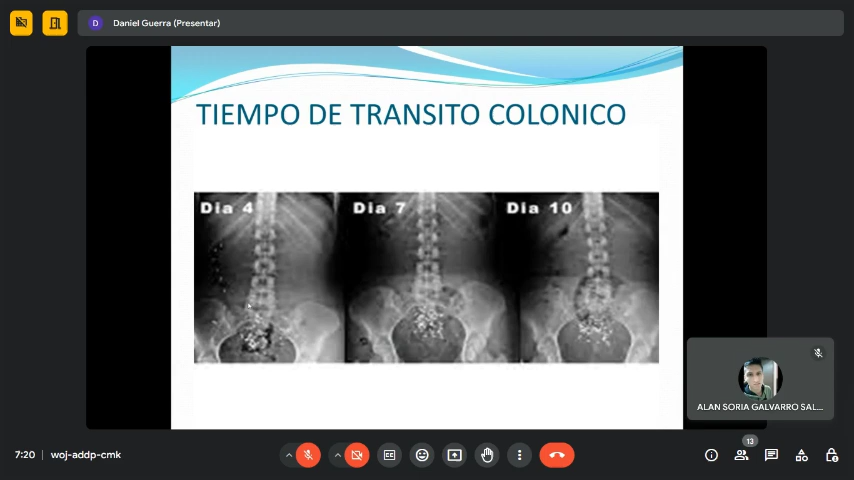 D Daniel Guerra (Presentar)
TIEMPO DE TRANSITO COLONICO
Dia 4
Dia 7
Dia 10
ALAN SORIA GALVARRO SAL...
7:20 | woj-addp-cmk
13